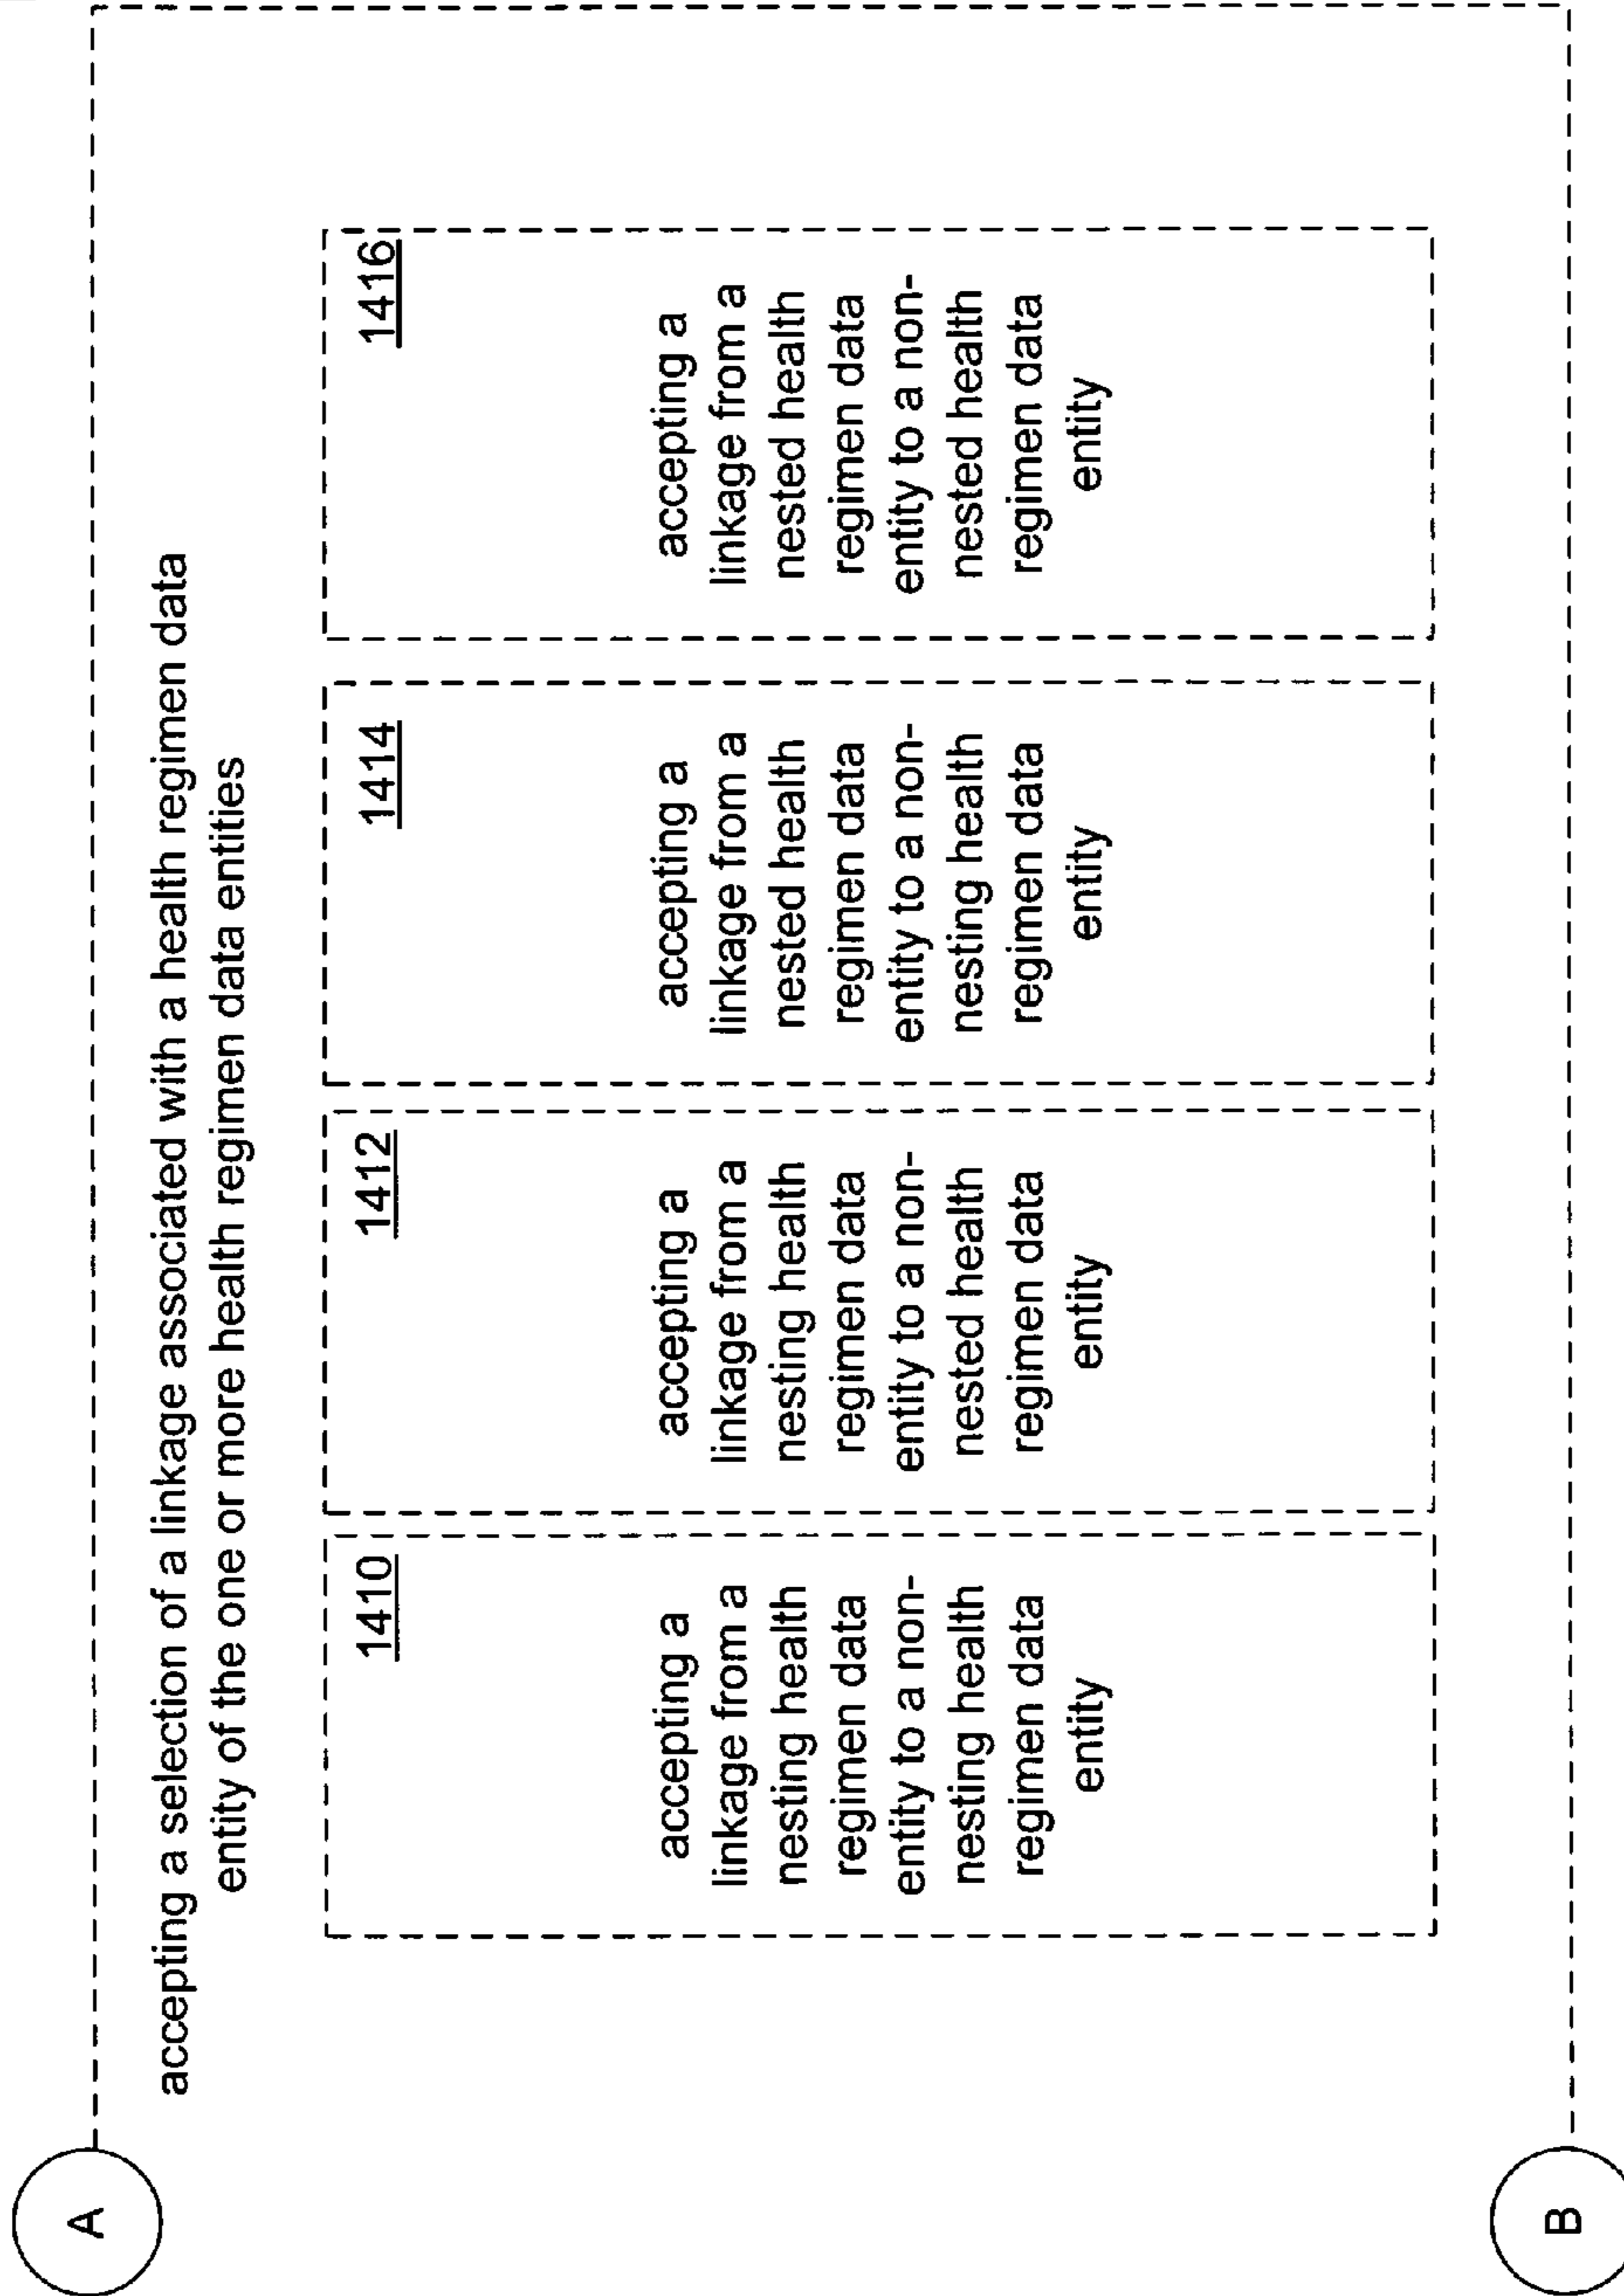 A
accepting a selection of a linkage associated with a health regimen data
entity of the one or more health regimen data entities
1410
accepting a
linkage from a
nesting health
regimen data
entity to a non-
nesting health
regimen data
entity
1412
accepting a
linkage from a
nesting health
regimen data
entity to a non-
nested health
regimen data
entity
1414
accepting a
linkage from a
nested health
regimen data
entity to a non-
nesting health
regimen data
entity
1416
accepting a
linkage from a
nested health
regimen data
entity to a non-
nested health
regimen data
entity
B